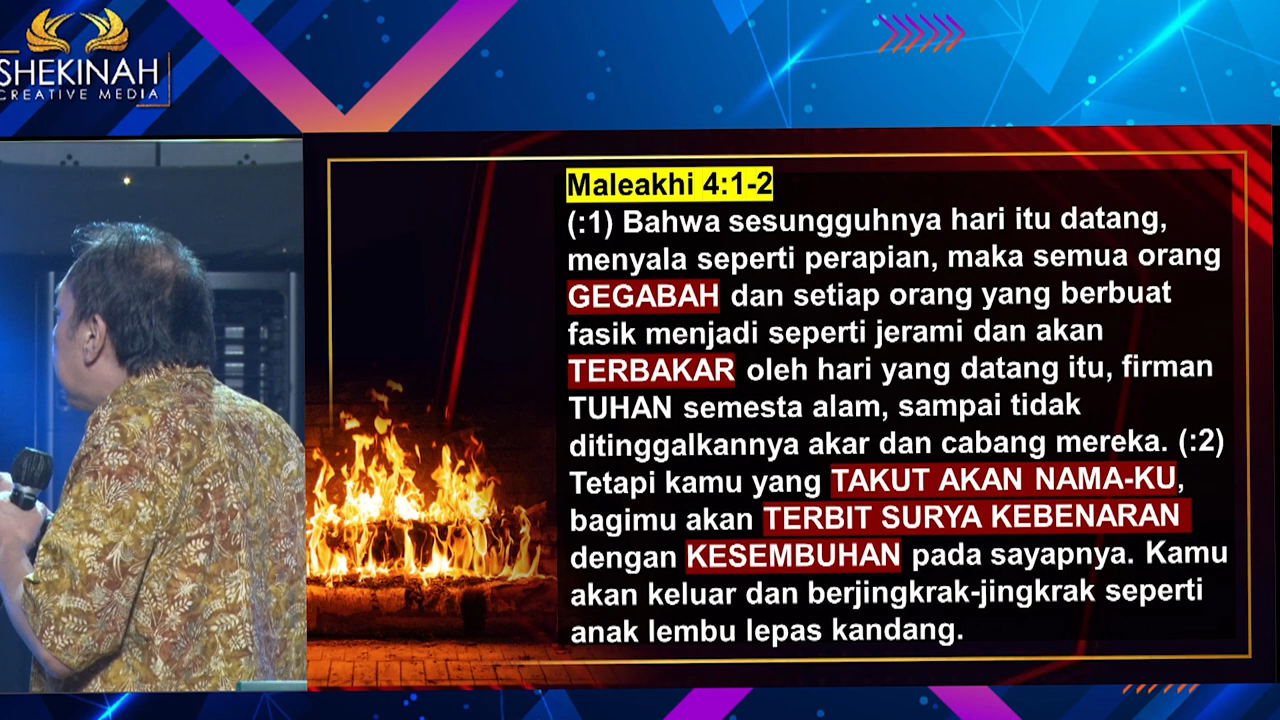 SHEKINAH
CREATIVE MEDIA
Maleakhi 4:1-2
(:1) Bahwa sesungguhnya hari itu datang,
menyala seperti perapian, maka semua orang
GEGABAH dan setiap orang yang berbuat
fasik menjadi seperti jerami dan akan
TERBAKAR oleh hari yang datang itu, firman
TUHAN semesta alam, sampai tidak
ditinggalkannya akar dan cabang mereka. (:2)
Tetapi kamu yang TAKUT AKAN NAMA-KU,
bagimu akan TERBIT SURYA KEBENARAN
dengan KESEMBUHAN pada sayapnya. Kamu
akan keluar dan berjingkrak-jingkrak seperti
anak lembu lepas kandang.